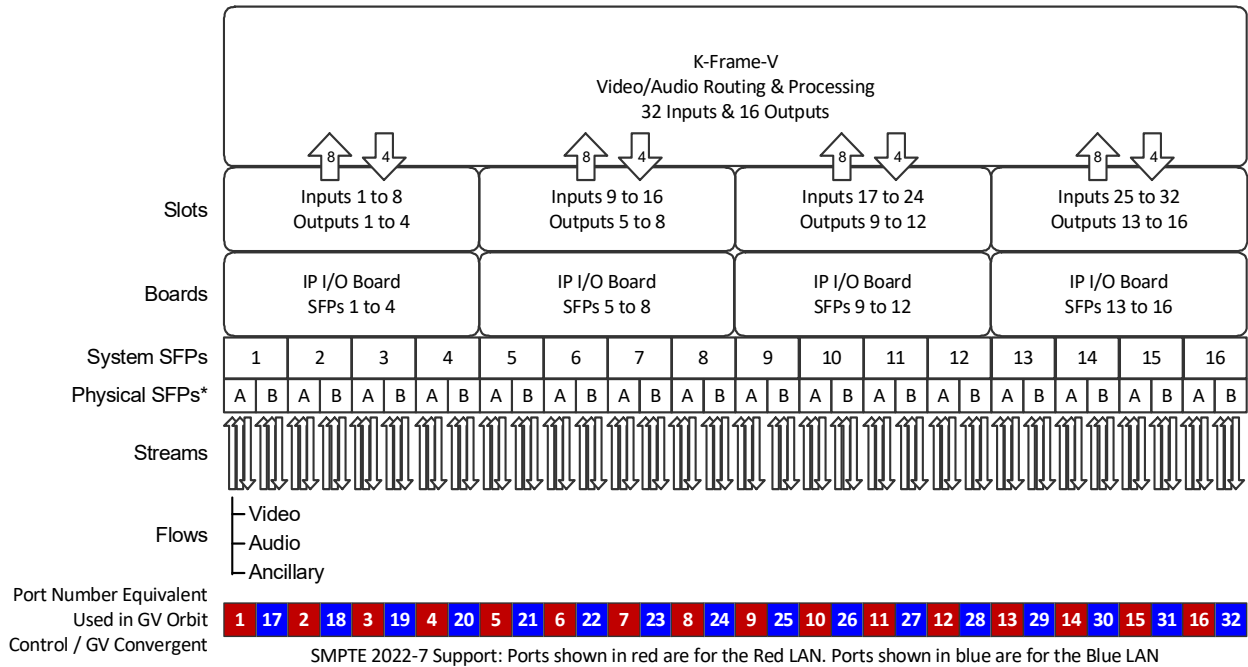 K-Frame-V
Video/Audio Routing & Processing
32 Inputs & 16 Outputs
8 4 8 4 8 4 8 4
Slots
Inputs 1 to 8
Outputs 1 to 4
Inputs 9 to 16
Outputs 5 to 8
Inputs 17 to 24
Outputs 9 to 12
Inputs 25 to 32
Outputs 13 to 16
Boards
IP I/O Board
SFPs 1 to 4
IP I/O Board
SFPs 5 to 8
IP I/O Board
SFPs 9 to 12
IP I/O Board
SFPs 13 to 16
System SFPs 1 2 3 4 5 6 7 8 9 10 11 12 13 14 15 16
Physical SFPs* A B A B A B A B A B A B A B A B A B A B A B A B A B A B A B A B
Streams
Flows
Video
Audio
Ancillary
Port Number Equivalent
Used in GV Orbit
Control / GV Convergent
1 17 2 18 3 19 4 20 5 21 6 22 7 23 8 24 9 25 10 26 11 27 12 28 13 29 14 30 15 31 16 32
SMPTE 2022-7 Support: Ports shown in red are for the Red LAN. Ports shown in blue are for the Blue LAN